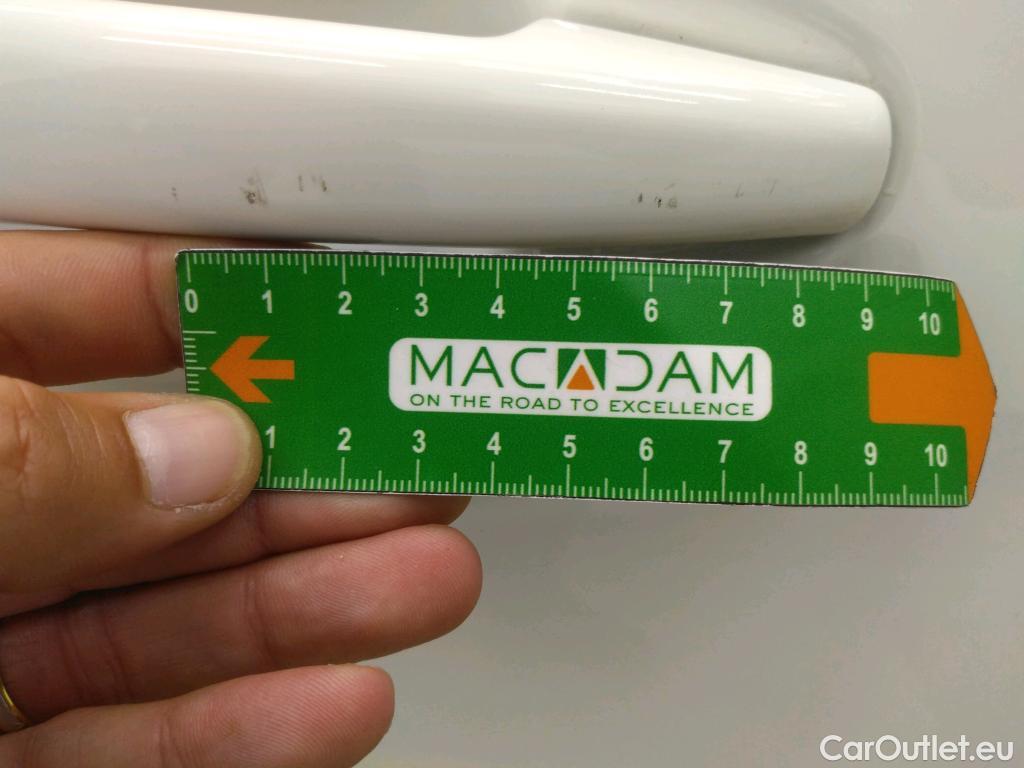 0 1 2 3 4 5 6 7 8 9 10
MACADAM
ON THE ROAD TO EXCELLENCE
1 2 3 4 5 6 7 8 9 10
CarOutlet.eu